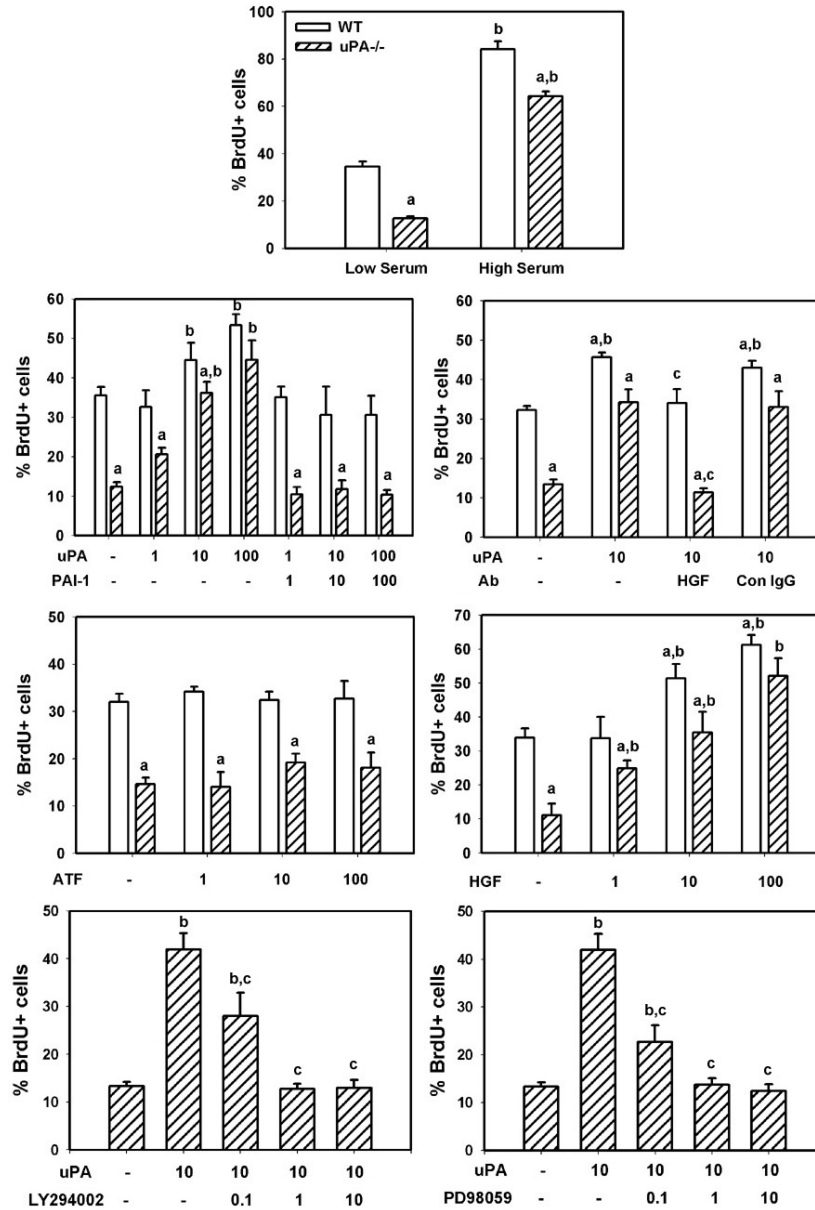 WT
uPA-/-
% BrdU+ cells
100
80
60
40
20
0
a
b
a,b
Low Serum High Serum
% BrdU+ cells
60
50
40
30
20
10
0
a a b a,b b b a a a
uPA - 1 10 100 1 10 100
PAI-1 - - - - 1 10 100
% BrdU+ cells
60
50
40
30
20
10
0
a a,b a c a,c a,b a
uPA - 10 10 10
Ab - - HGF Con IgG
% BrdU+ cells
50
40
30
20
10
0
a a a a
ATF - 1 10 100
% BrdU+ cells
70
60
50
40
30
20
10
0
a a,b a,b a,b a,b b
HGF - 1 10 100
% BrdU+ cells
50
40
30
20
10
0
b b,c c c
uPA - 10 10 10 10
LY294002 - - 0.1 1 10
% BrdU+ cells
50
40
30
20
10
0
b b,c c c
uPA - 10 10 10 10
PD98059 - - 0.1 1 10